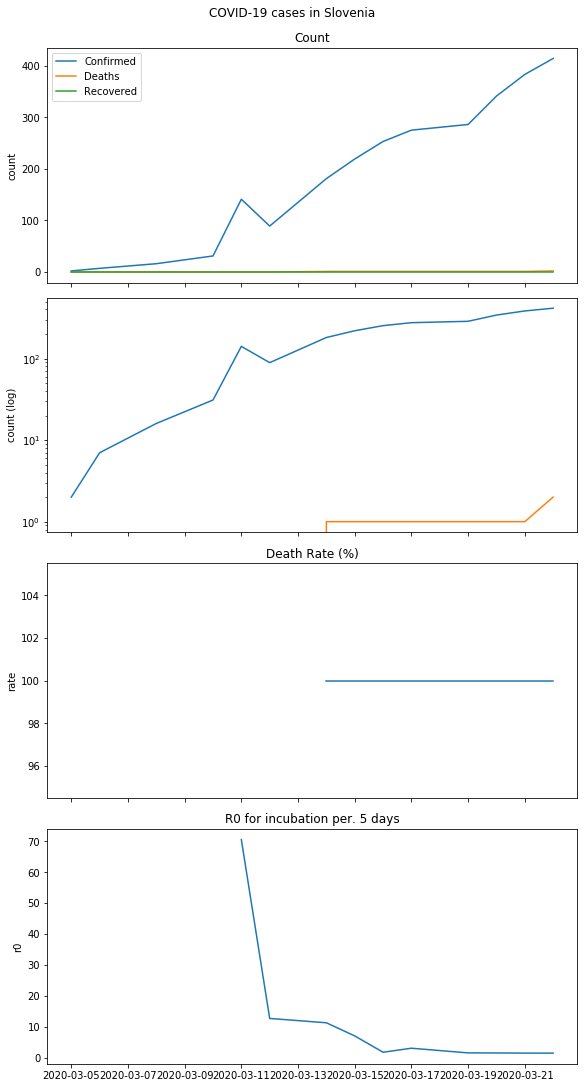 COVID-19 cases in Slovenia
Count
Confirmed
Deaths
Recovered
400
300
200
100
0
count
10²
10¹
10⁰
count (log)
Death Rate (%)
104
102
100
98
96
rate
R0 for incubation per. 5 days
70
60
50
40
30
20
10
0
r0
2020-03-05 2020-03-07 2020-03-09 2020-03-11 2020-03-13 2020-03-15 2020-03-17 2020-03-19 2020-03-21